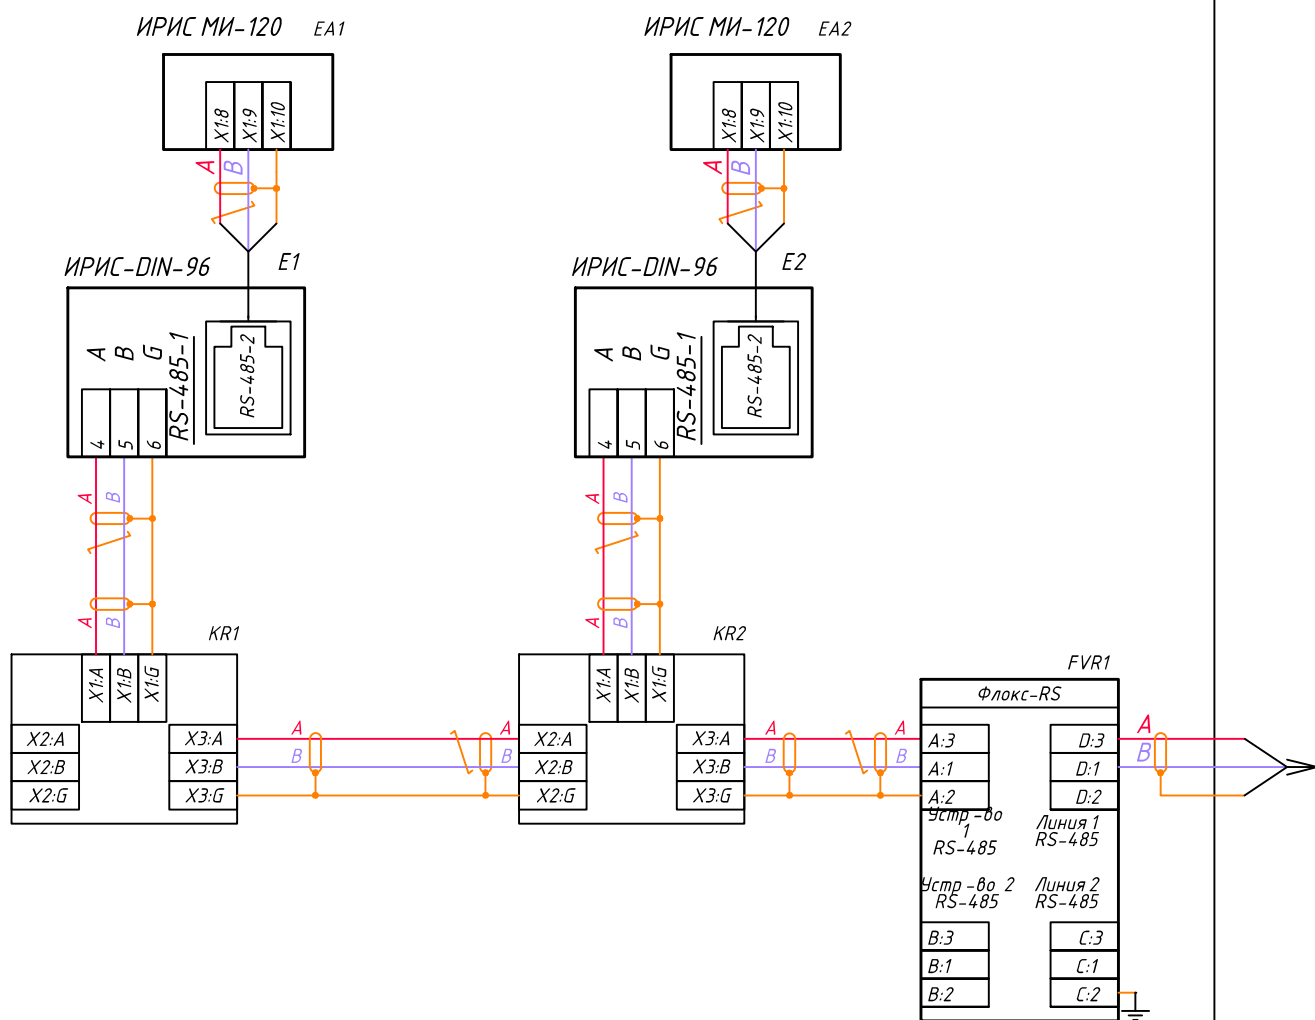 ИРИС МИ-120 EA1
ИРИС МИ-120 EA2
X1:8 X1:9 X1:10
X1:8 X1:9 X1:10
A B
A B
ИРИС-DIN-96 E1
ИРИС-DIN-96 E2
A B G RS-485-1 RS-485-2
A B G RS-485-1 RS-485-2
4 5 6
4 5 6
A B
A B
A B
A B
KR1
KR2
X1:A X1:B X1:G
X1:A X1:B X1:G
FVR1
Флокс-RS
X2:A X3:A A A X2:A X3:A A A A:3 D:3 A
X2:B X3:B B B X2:B X3:B B B A:1 D:1 B
X2:G X3:G X2:G X3:G A:2 D:2
Устр-во
1
RS-485
Линия 1
RS-485
Устр-во 2
RS-485
Линия 2
RS-485
B:3 C:3
B:1 C:1
B:2 C:2